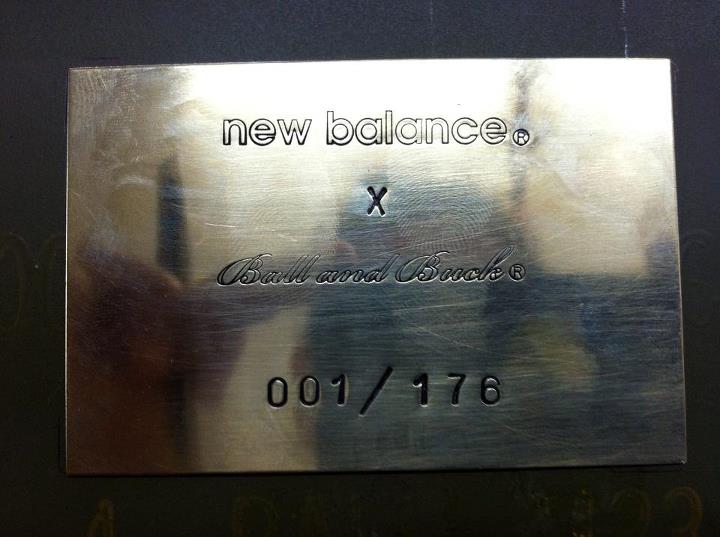 new balance®
X
Ball and Buck®
001/176